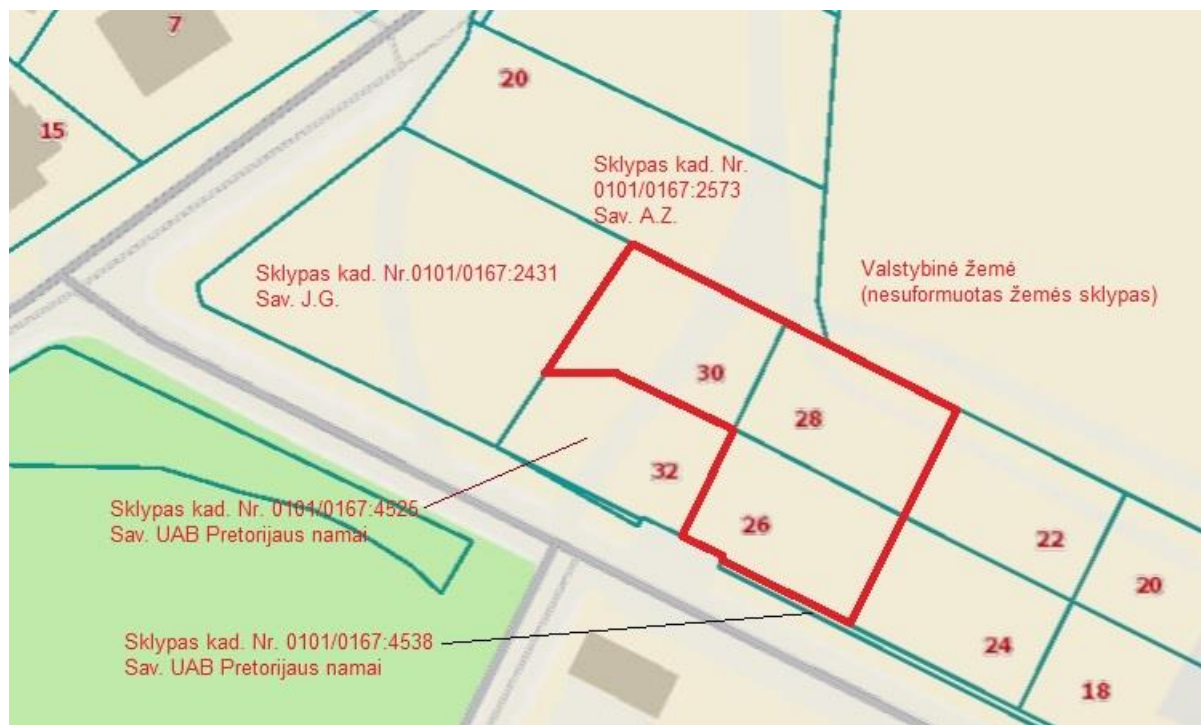 7
15
20
Sklypas kad. Nr.
0101/0167:2573
Sav. A.Z.
Sklypas kad. Nr.0101/0167:2431
Sav. J.G.
Valstybinė žemė
(nesuformuotas žemės sklypas)
30
28
32
26
22
20
24
18
Sklypas kad. Nr. 0101/0167:4525
Sav. UAB Pretorijaus namai
Sklypas kad. Nr. 0101/0167:4538
Sav. UAB Pretorijaus namai